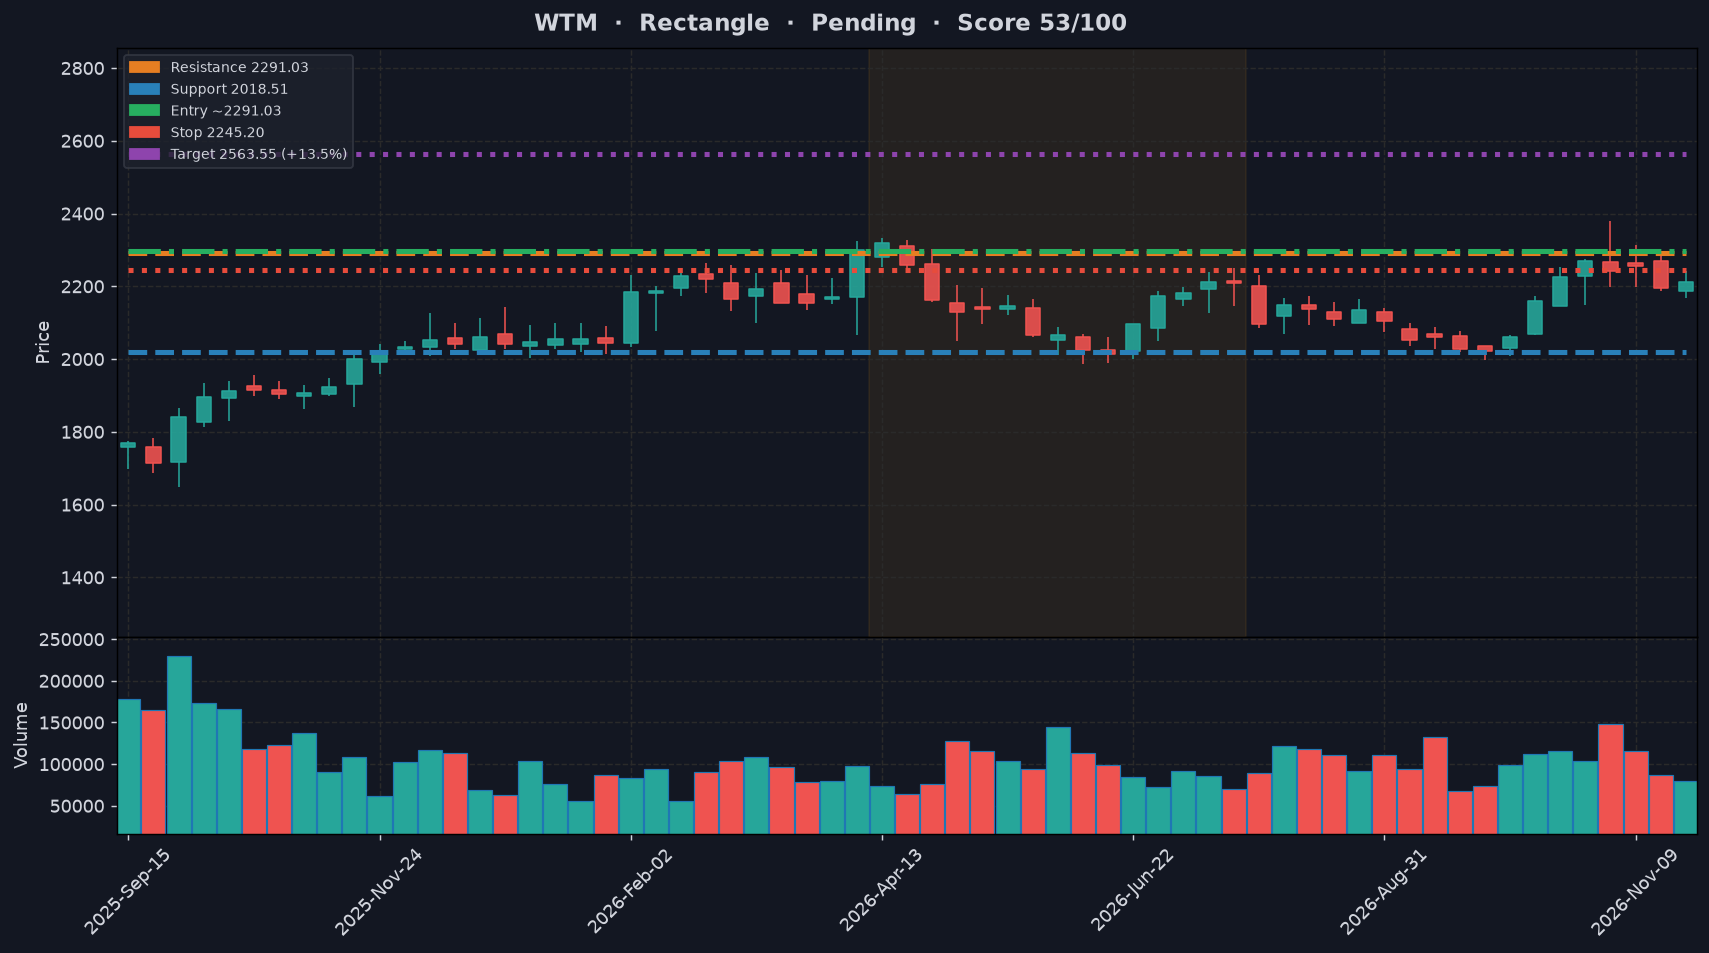 WTM · Rectangle · Pending · Score 53/100
Resistance 2291.03
Support 2018.51
Entry ~2291.03
Stop 2245.20
Target 2563.55 (+13.5%)
Price
2800
2600
2400
2200
2000
1800
1600
1400
Volume
250000
200000
150000
100000
50000
2025-Sep-15
2025-Nov-24
2026-Feb-02
2026-Apr-13
2026-Jun-22
2026-Aug-31
2026-Nov-09